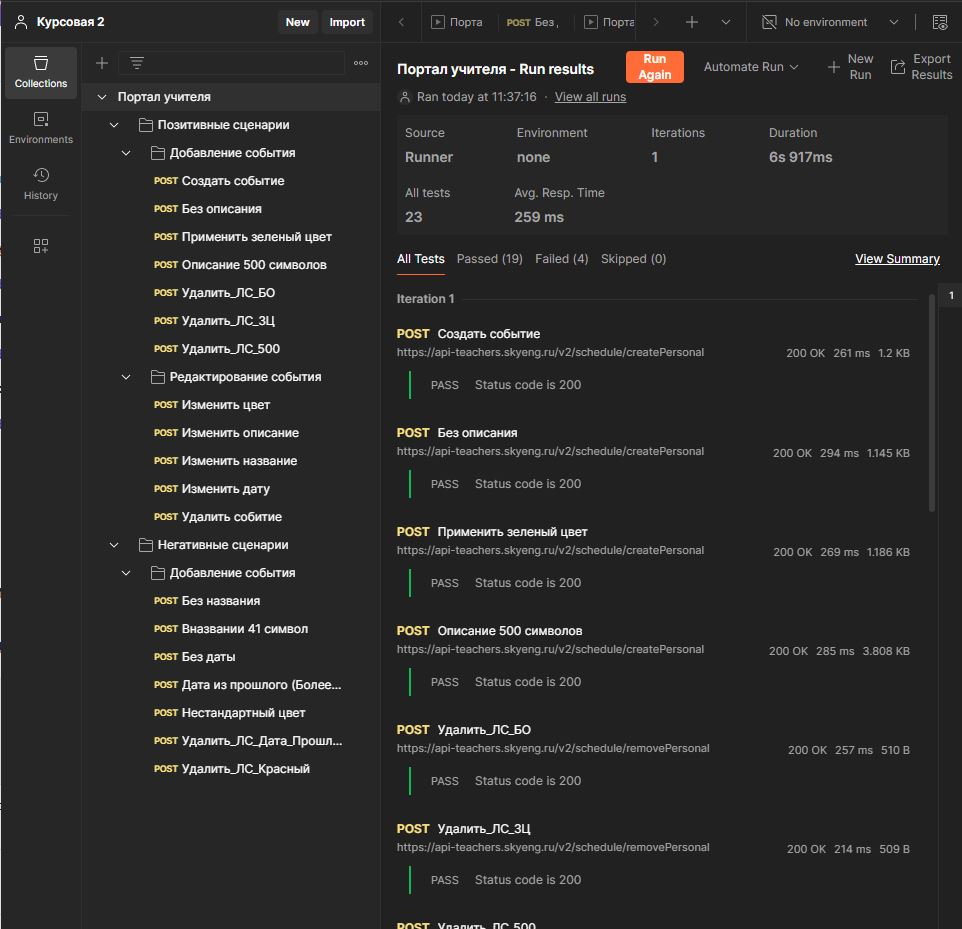 Курсовая 2
New
Import
Порта
POST Без,
Порта
No environment
Collections
Environments
History
Портал учителя
Позитивные сценарии
Добавление события
POST Создать событие
POST Без описания
POST Применить зеленый цвет
POST Описание 500 символов
POST Удалить_ЛС_БО
POST Удалить_ЛС_ЗЦ
POST Удалить_ЛС_500
Редактирование события
POST Изменить цвет
POST Изменить описание
POST Изменить название
POST Изменить дату
POST Удалить собитие
Негативные сценарии
Добавление события
POST Без названия
POST Вназвании 41 символ
POST Без даты
POST Дата из прошлого (Более...
POST Нестандартный цвет
POST Удалить_ЛС_Дата_Прошл...
POST Удалить_ЛС_Красный
Портал учителя - Run results
Run Again
Automate Run
New Run
Export Results
Ran today at 11:37:16 · View all runs
Source Environment Iterations Duration
Runner none 1 6s 917ms
All tests Avg. Resp. Time
23 259 ms
All Tests Passed (19) Failed (4) Skipped (0) View Summary
Iteration 1
1
POST Создать событие
https://api-teachers.skyeng.ru/v2/schedule/createPersonal 200 OK 261 ms 1.2 KB
PASS Status code is 200
POST Без описания
https://api-teachers.skyeng.ru/v2/schedule/createPersonal 200 OK 294 ms 1.145 KB
PASS Status code is 200
POST Применить зеленый цвет
https://api-teachers.skyeng.ru/v2/schedule/createPersonal 200 OK 269 ms 1.186 KB
PASS Status code is 200
POST Описание 500 символов
https://api-teachers.skyeng.ru/v2/schedule/createPersonal 200 OK 285 ms 3.808 KB
PASS Status code is 200
POST Удалить_ЛС_БО
https://api-teachers.skyeng.ru/v2/schedule/removePersonal 200 OK 257 ms 510 B
PASS Status code is 200
POST Удалить_ЛС_ЗЦ
https://api-teachers.skyeng.ru/v2/schedule/removePersonal 200 OK 214 ms 509 B
PASS Status code is 200
POST Удалить_ЛС_500